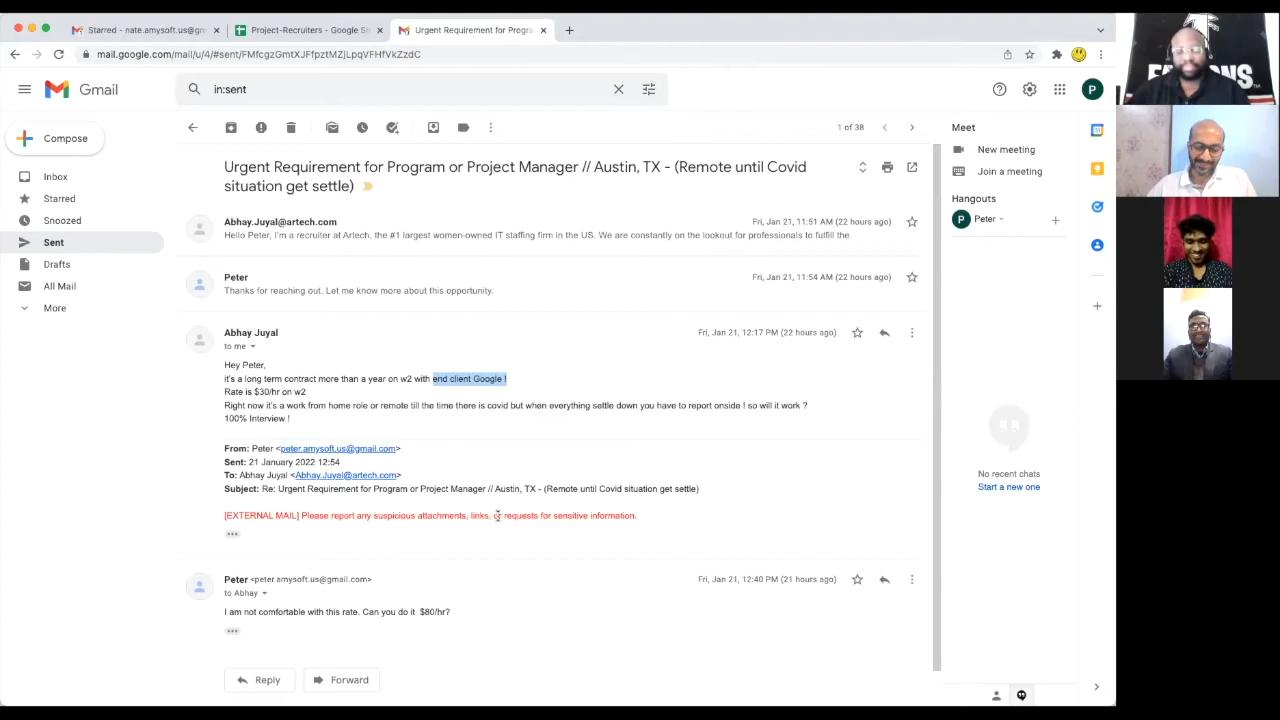 Starred - nate.amysoft.us@gm
Project-Recruiters - Google Sh
Urgent Requirement for Progra
mail.google.com/mail/u/4/#sent/FMfcgzGmtXJFfpztMZjLpqVFHfVkZzdC
Gmail
in:sent
P
Compose
1 of 38
Inbox
Starred
Snoozed
Sent
Drafts
All Mail
More
Urgent Requirement for Program or Project Manager // Austin, TX - (Remote until Covid
situation get settle)
Abhay.Juyal@artech.com
Fri, Jan 21, 11:51 AM (22 hours ago)
Hello Peter, I'm a recruiter at Artech, the #1 largest women-owned IT staffing firm in the US. We are constantly on the lookout for professionals to fulfill the
Peter
Fri, Jan 21, 11:54 AM (22 hours ago)
Thanks for reaching out. Let me know more about this opportunity.
Abhay Juyal
Fri, Jan 21, 12:17 PM (22 hours ago)
to me
Hey Peter,
it's a long term contract more than a year on w2 with end client Google !
Rate is $30/hr on w2
Right now it's a work from home role or remote till the time there is covid but when everything settle down you have to report onside ! so will it work ?
100% Interview !
From: Peter <peter.amysoft.us@gmail.com>
Sent: 21 January 2022 12:54
To: Abhay Juyal <Abhay.Juyal@artech.com>
Subject: Re: Urgent Requirement for Program or Project Manager // Austin, TX - (Remote until Covid situation get settle)
[EXTERNAL MAIL] Please report any suspicious attachments, links, or requests for sensitive information.
Peter <peter.amysoft.us@gmail.com>
Fri, Jan 21, 12:40 PM (21 hours ago)
to Abhay
I am not comfortable with this rate. Can you do it $80/hr?
Reply
Forward
Meet
New meeting
Join a meeting
Hangouts
P
Peter
No recent chats
Start a new one